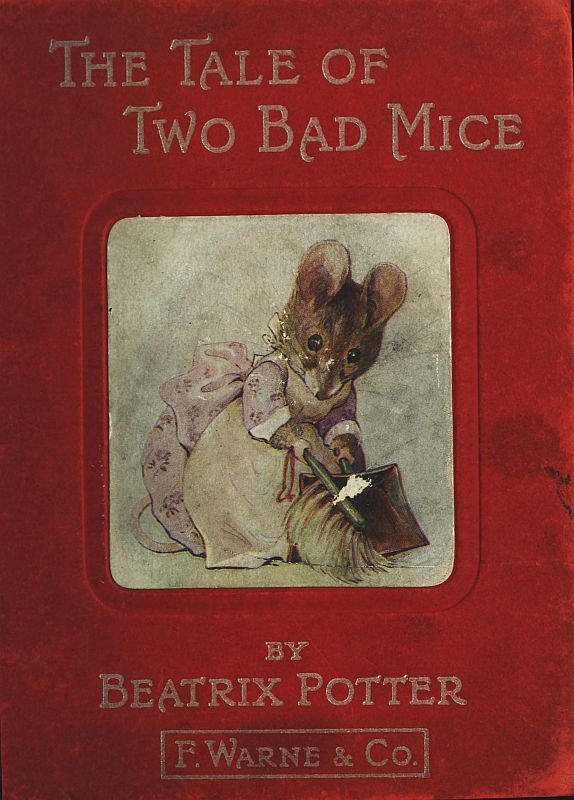 The Tale of
Two Bad Mice
by
Beatrix Potter
F. Warne & Co.